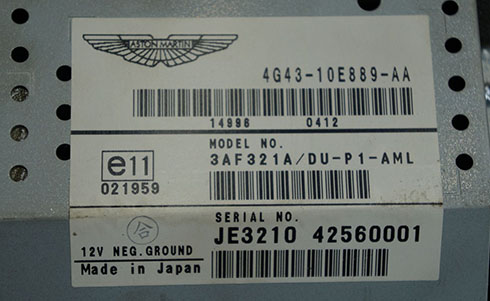 ASTON MARTIN
4G43-10E889-AA
14996 0412
MODEL NO.
3AF321A/DU-P1-AML
e11
021959
合
SERIAL NO.
JE3210 42560001
12V NEG.GROUND
Made in Japan